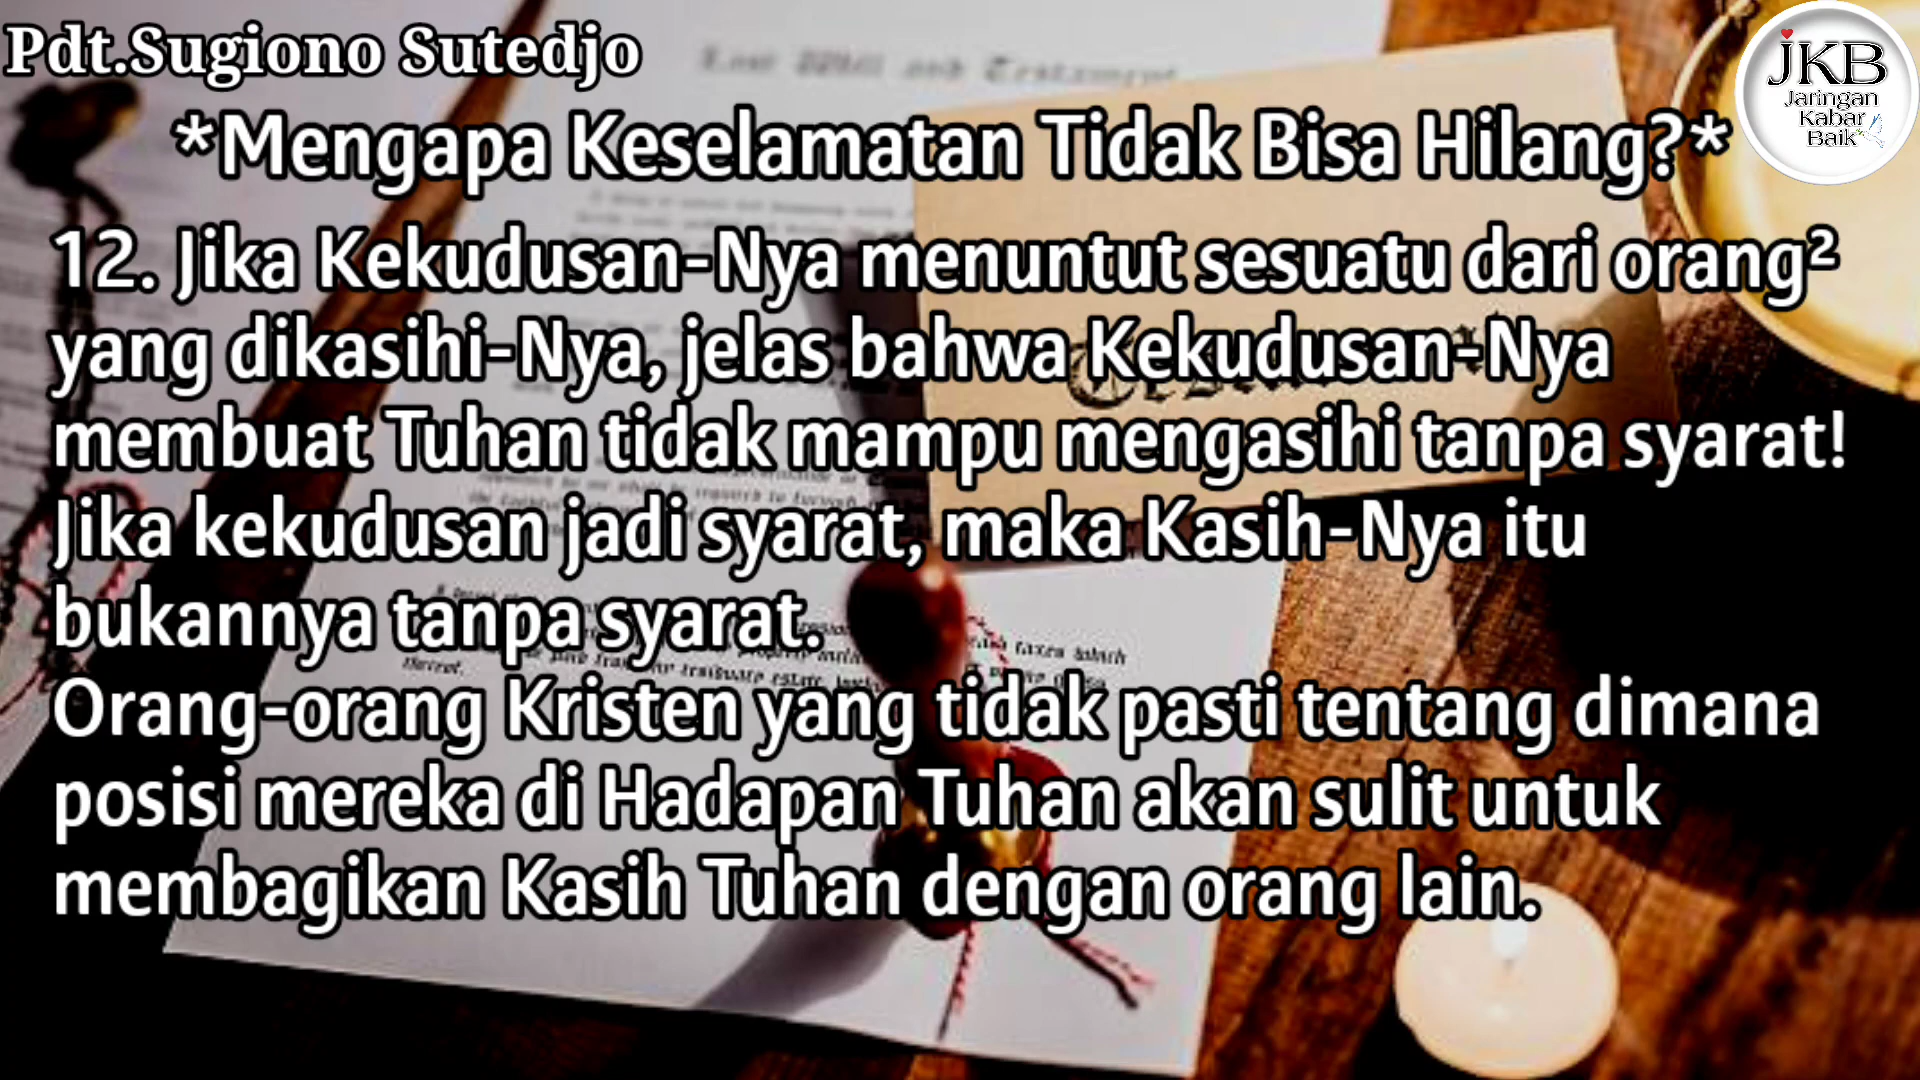 Pdt.Sugiono Sutedjo
JKB
Jaringan
Kabar
Baik
*Mengapa Keselamatan Tidak Bisa Hilang?*
12. Jika Kekudusan-Nya menuntut sesuatu dari orang²
yang dikasihi-Nya, jelas bahwa Kekudusan-Nya
membuat Tuhan tidak mampu mengasihi tanpa syarat!
Jika kekudusan jadi syarat, maka Kasih-Nya itu
bukannya tanpa syarat.
Orang-orang Kristen yang tidak pasti tentang dimana
posisi mereka di Hadapan Tuhan akan sulit untuk
membagikan Kasih Tuhan dengan orang lain.